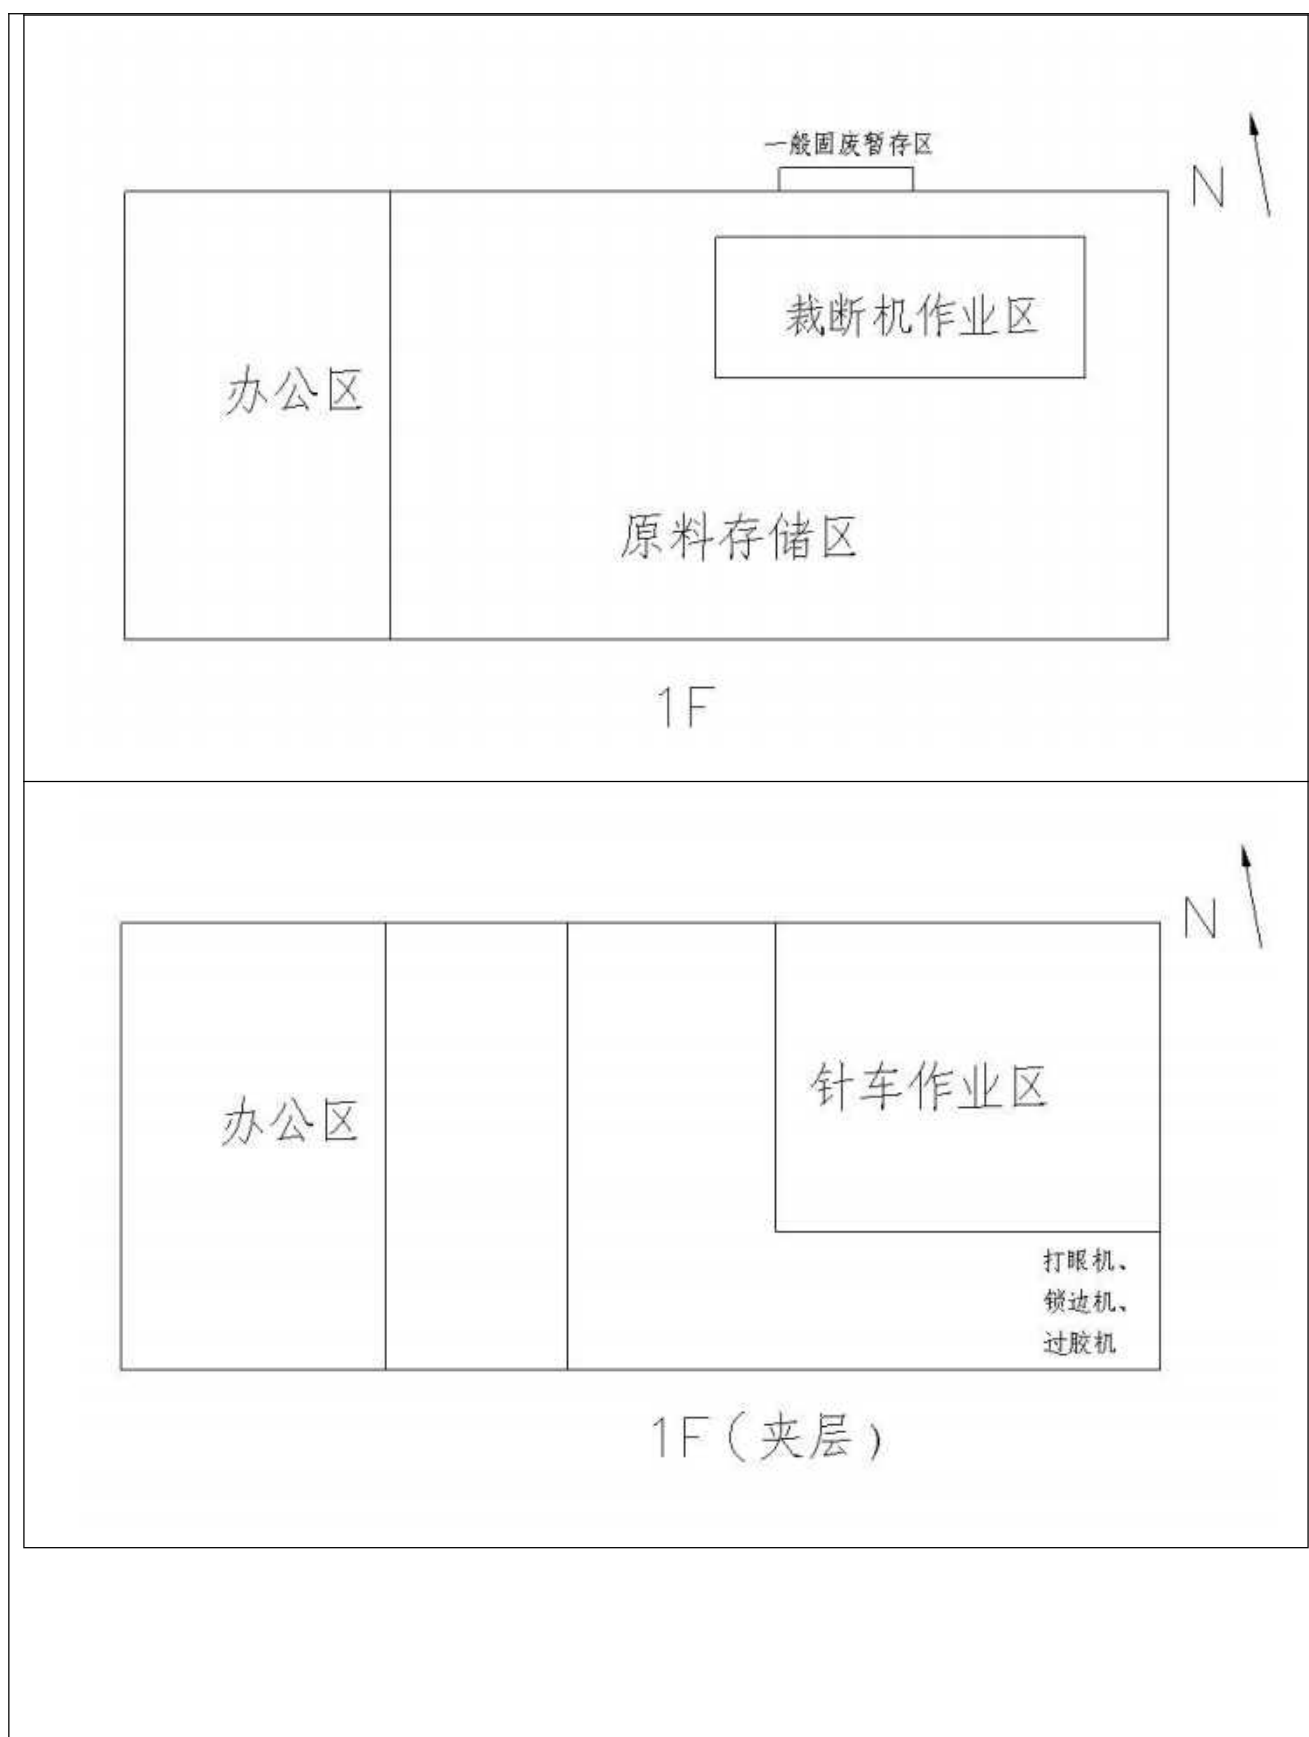 一般固废暂存区
N
裁断机作业区
办公区
原料存储区
1F
N
针车作业区
办公区
打眼机、
锁边机、
过胶机
1F(夹层)